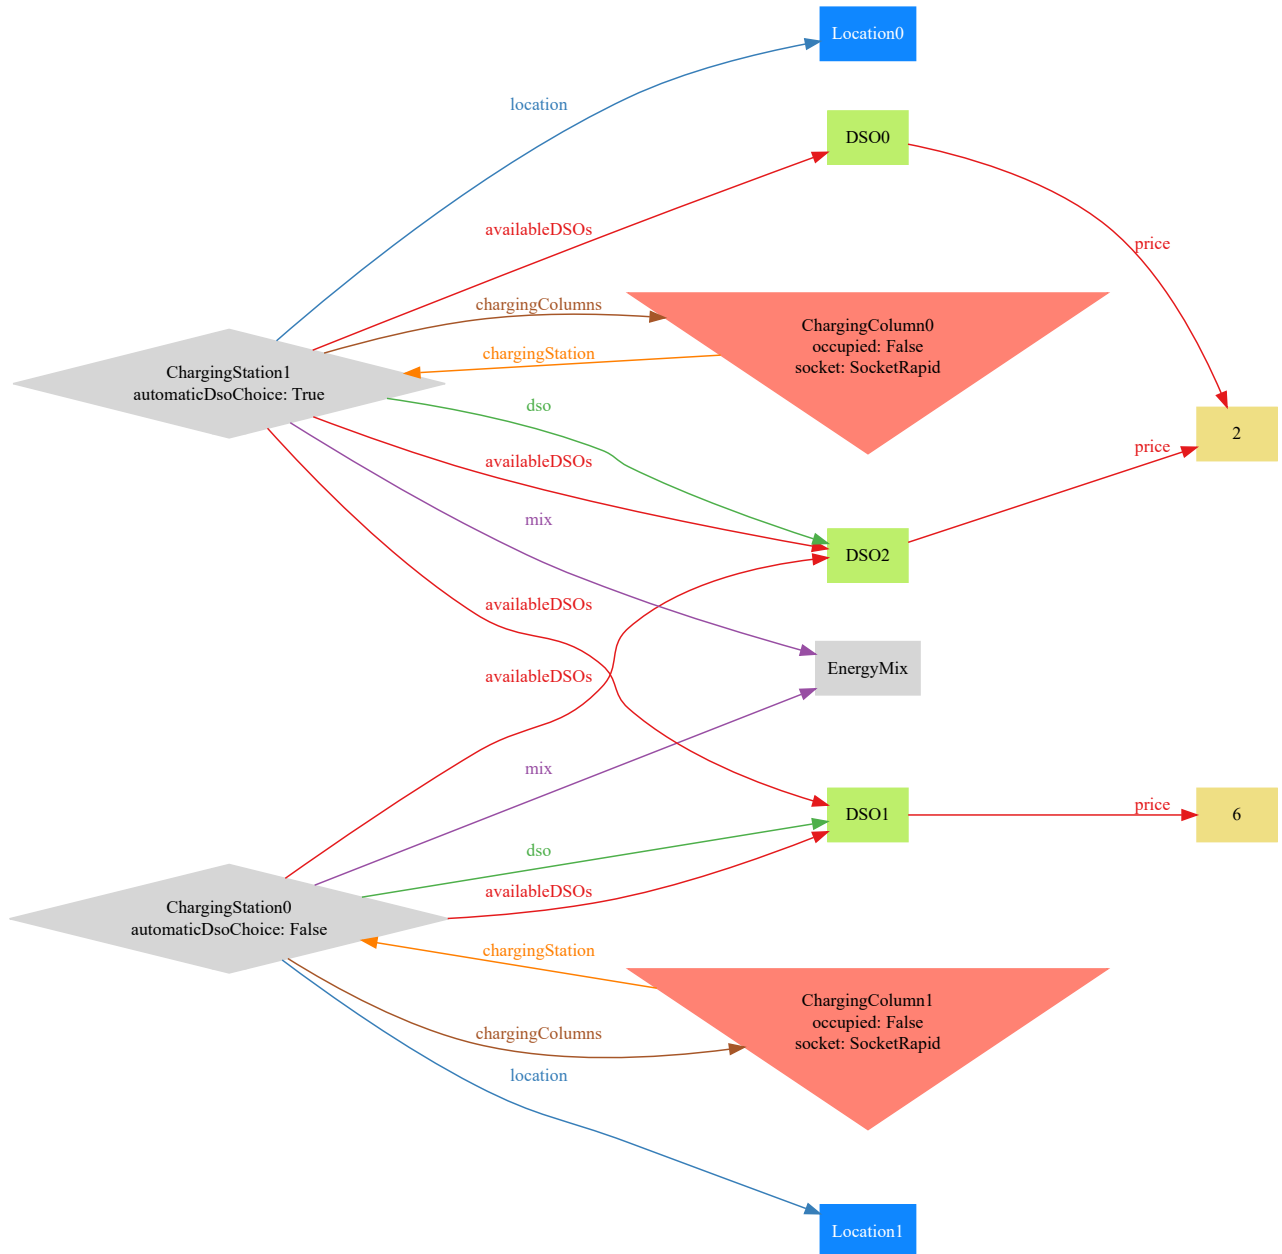 Location0
location
DSO0
availableDSOs
price
chargingColumns
ChargingColumn0
occupied: False
socket: SocketRapid
chargingStation
ChargingStation1
automaticDsoChoice: True
dso
2
price
availableDSOs
mix
DSO2
availableDSOs
EnergyMix
availableDSOs
mix
DSO1
price
6
dso
availableDSOs
ChargingStation0
automaticDsoChoice: False
chargingStation
ChargingColumn1
occupied: False
socket: SocketRapid
chargingColumns
location
Location1